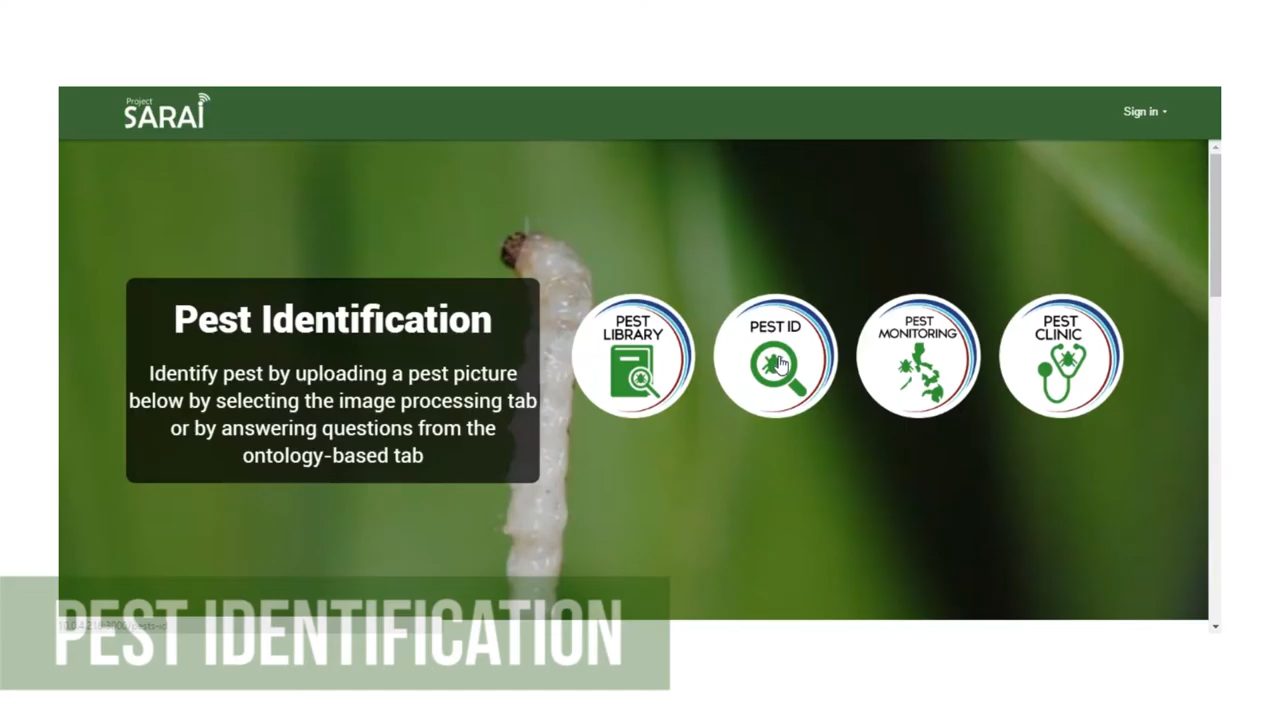 Project
SARAI
Sign in
Pest Identification
Identify pest by uploading a pest picture
below by selecting the image processing tab
or by answering questions from the
ontology-based tab
PEST
LIBRARY
PEST ID
PEST
MONITORING
PEST
CLINIC
PEST IDENTIFICATION